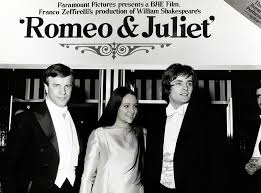 Paramount Pictures presents a BHE Film.
Franco Zeffirelli's production of William Shakespeare's
'Romeo & Juliet'